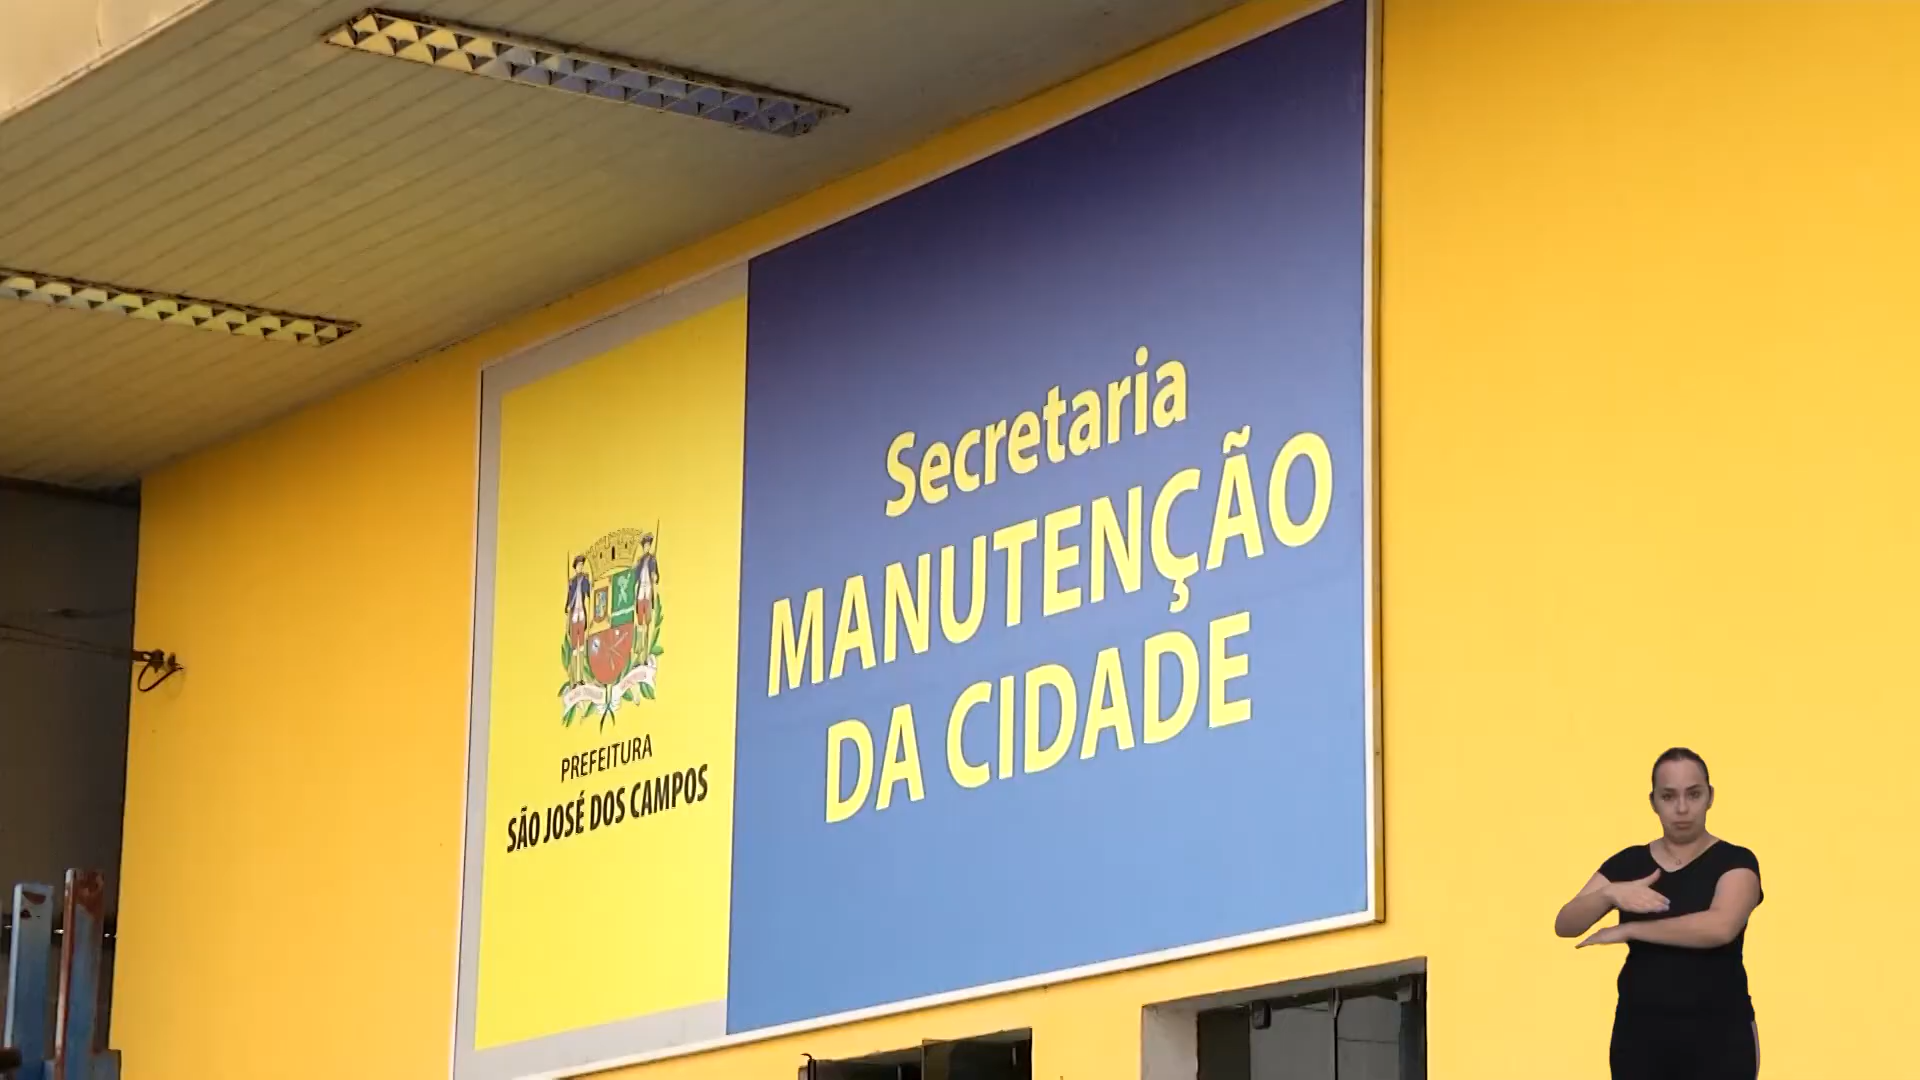 PREFEITURA
SÃO JOSÉ DOS CAMPOS
Secretaria
MANUTENÇÃO
DA CIDADE